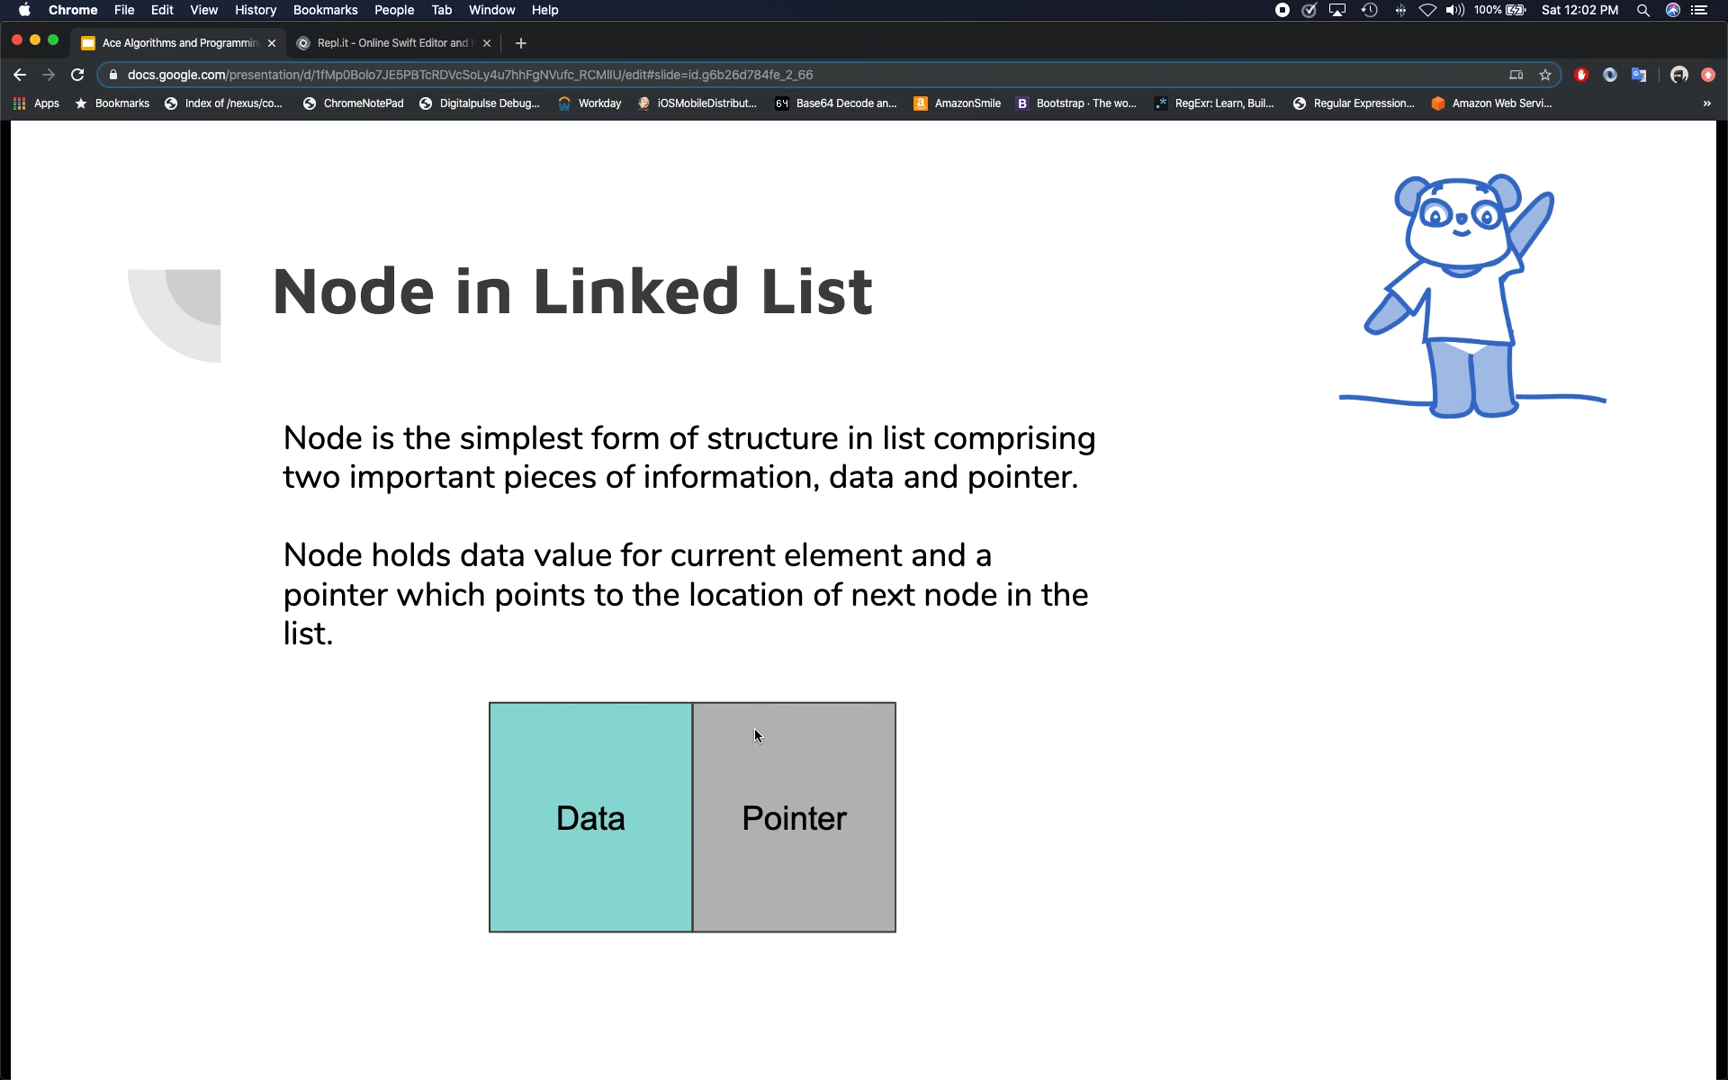 Chrome File Edit View History Bookmarks People Tab Window Help 100% Sat 12:02 PM
Ace Algorithms and Programmin Repl.it - Online Swift Editor and
docs.google.com/presentation/d/1fMp0Bolo7JE5PBTcRDVcSoLy4u7hhFgNVufc_RCMlIU/edit#slide=id.g6b26d784fe_2_66
Apps Bookmarks Index of /nexus/co... ChromeNotePad Digitalpulse Debug... Workday iOSMobileDistribut... 64 Base64 Decode an... a AmazonSmile B Bootstrap · The wo... .* RegExr: Learn, Buil... Regular Expression... Amazon Web Servi... »
Node in Linked List
Node is the simplest form of structure in list comprising
two important pieces of information, data and pointer.
Node holds data value for current element and a
pointer which points to the location of next node in the
list.
Data Pointer